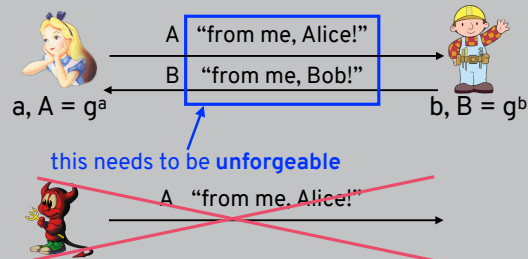 A "from me, Alice!"
B "from me, Bob!"
a, A = gᵃ
b, B = gᵇ
this needs to be unforgeable
A "from me, Alice!"